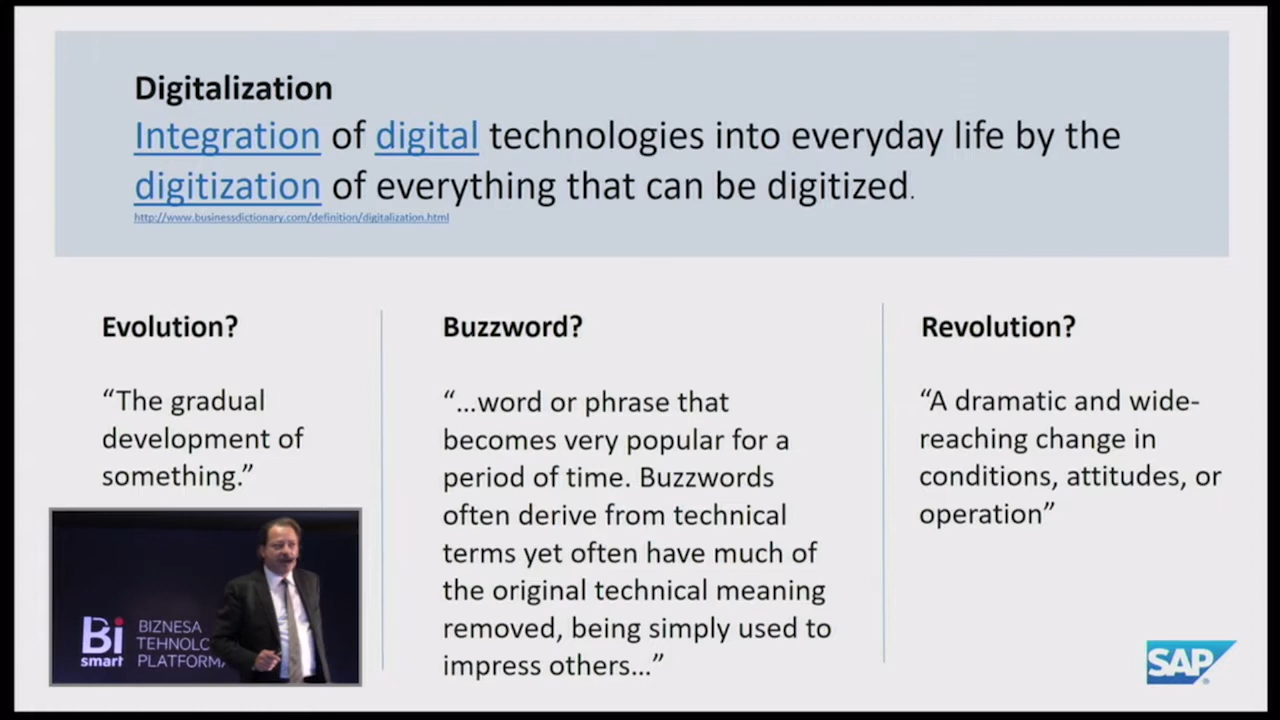 Digitalization
Integration of digital technologies into everyday life by the
digitization of everything that can be digitized.
http://www.businessdictionary.com/definition/digitalization.html
Evolution?
“The gradual
development of
something.”
Buzzword?
“…word or phrase that
becomes very popular for a
period of time. Buzzwords
often derive from technical
terms yet often have much of
the original technical meaning
removed, being simply used to
impress others…”
Revolution?
“A dramatic and wide-
reaching change in
conditions, attitudes, or
operation”
Bi
smart
BIZNESA
TEHNOLO
PLATFORM
SAP